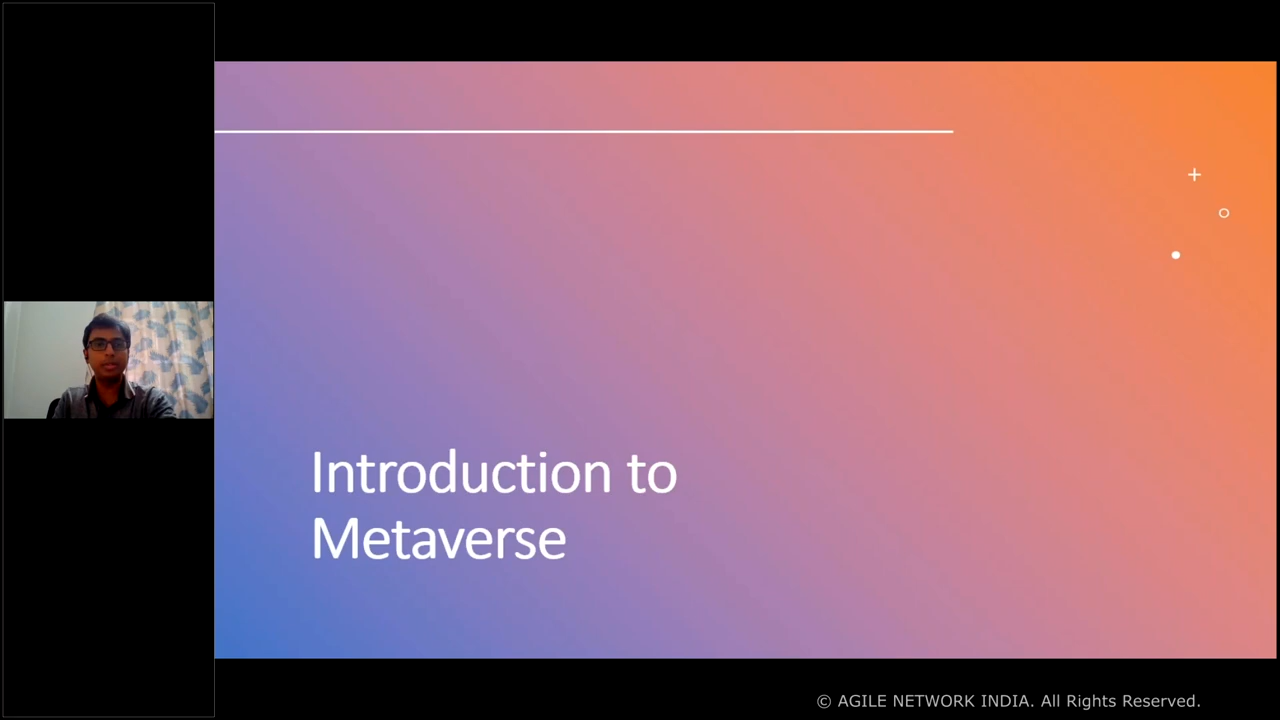 Introduction to
Metaverse
© AGILE NETWORK INDIA. All Rights Reserved.